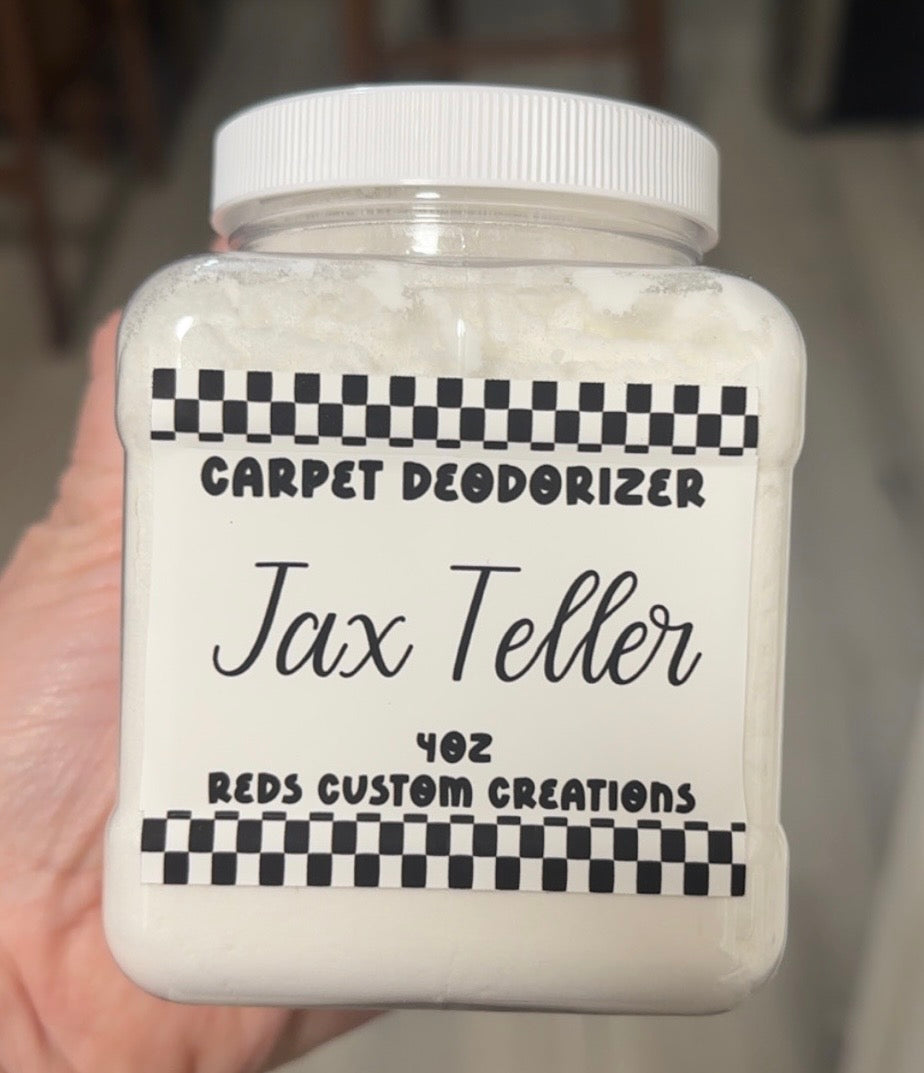 CARPET DEODORIZER
Jax Teller
4OZ
REDS CUSTOM CREATIONS